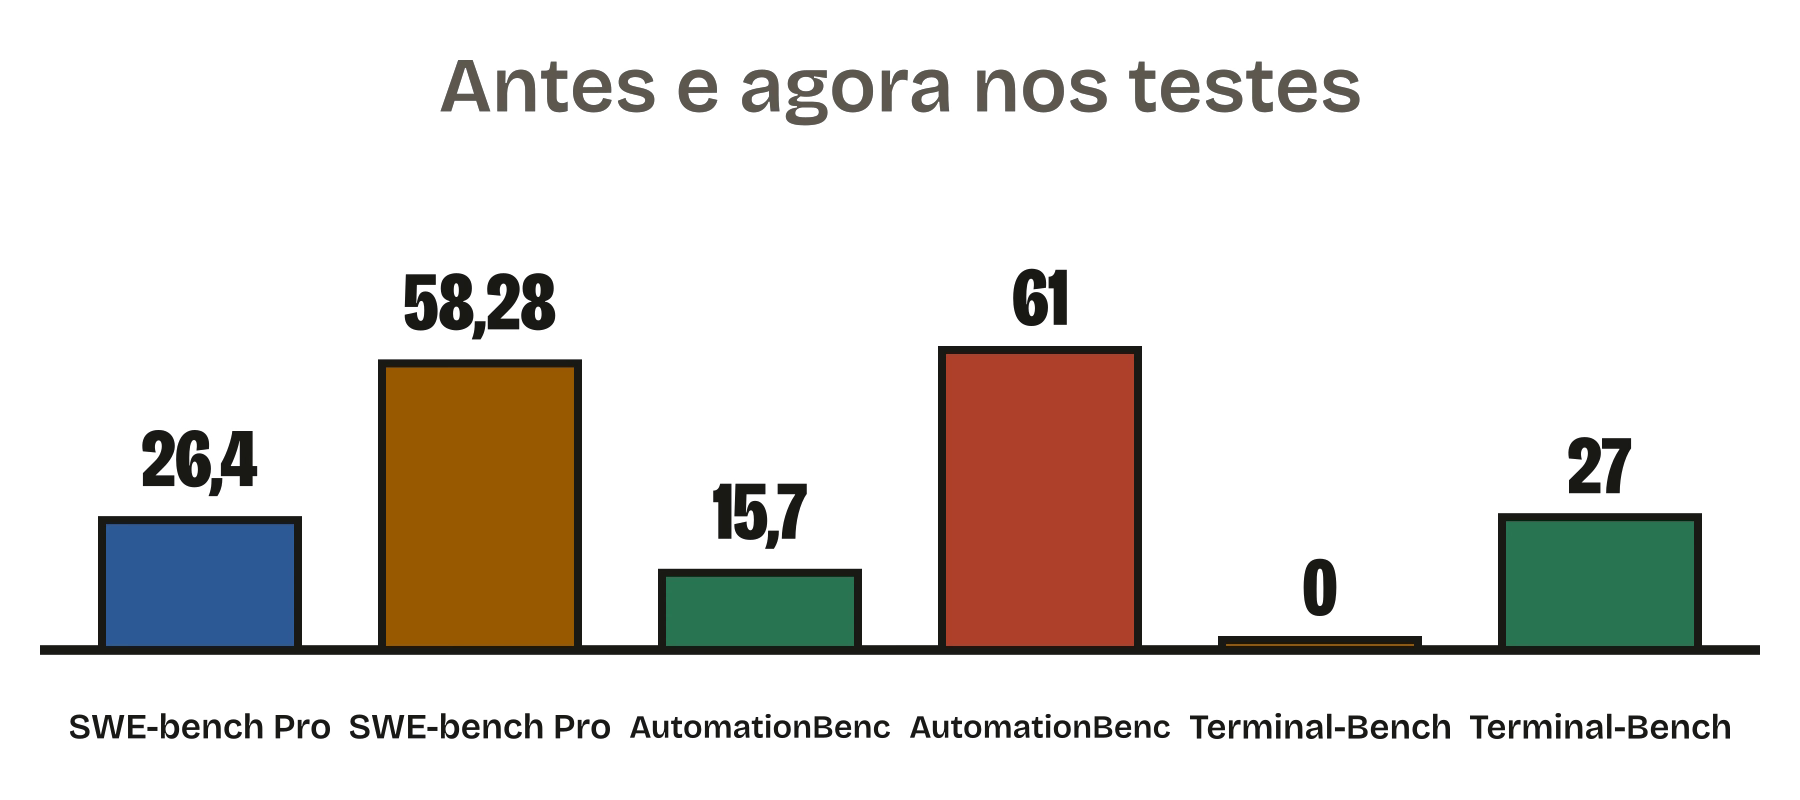 Antes e agora nos testes
26,4
58,28
15,7
61
0
27
SWE-bench Pro
SWE-bench Pro
AutomationBenc
AutomationBenc
Terminal-Bench
Terminal-Bench